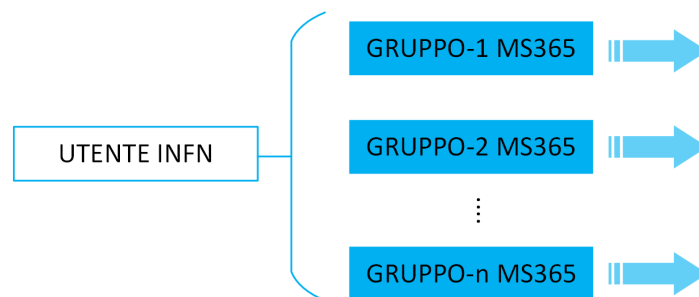 GRUPPO-1 MS365
UTENTE INFN
GRUPPO-2 MS365
GRUPPO-n MS365